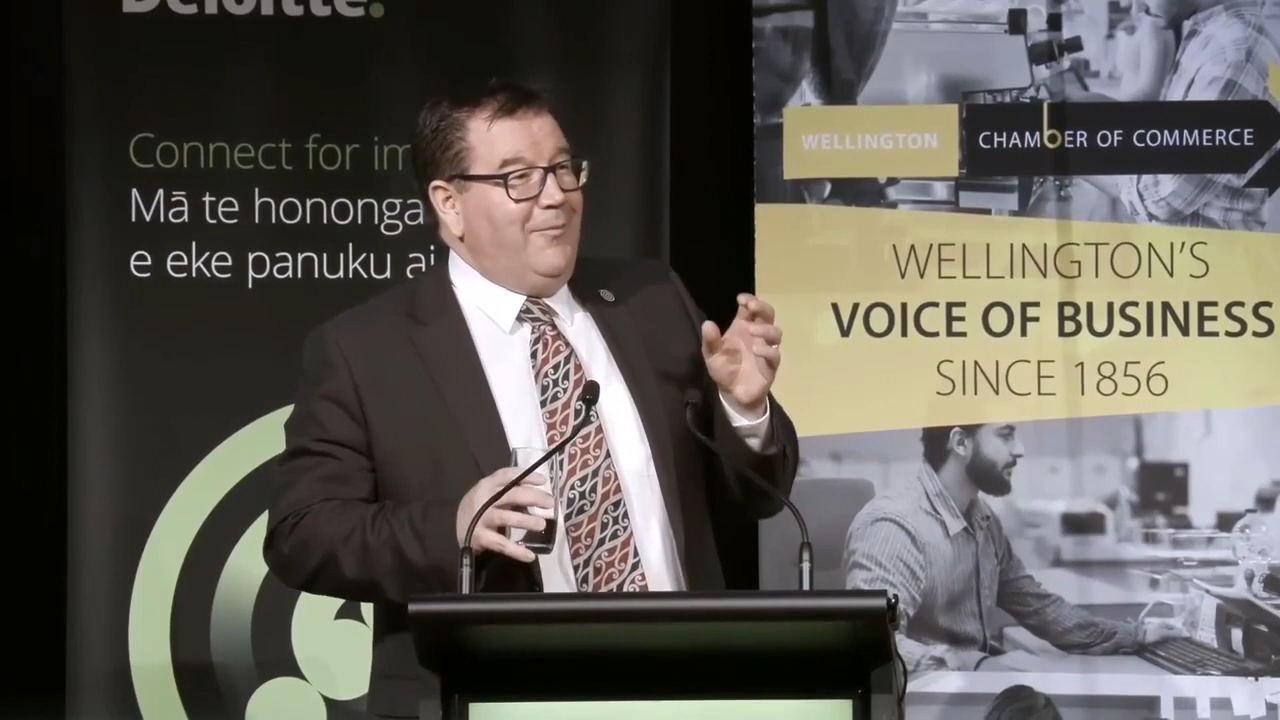 Deloitte.
Connect for im
Mā te hononga
e eke panuku ai
WELLINGTON
CHAMBER OF COMMERCE
WELLINGTON'S
VOICE OF BUSINESS
SINCE 1856